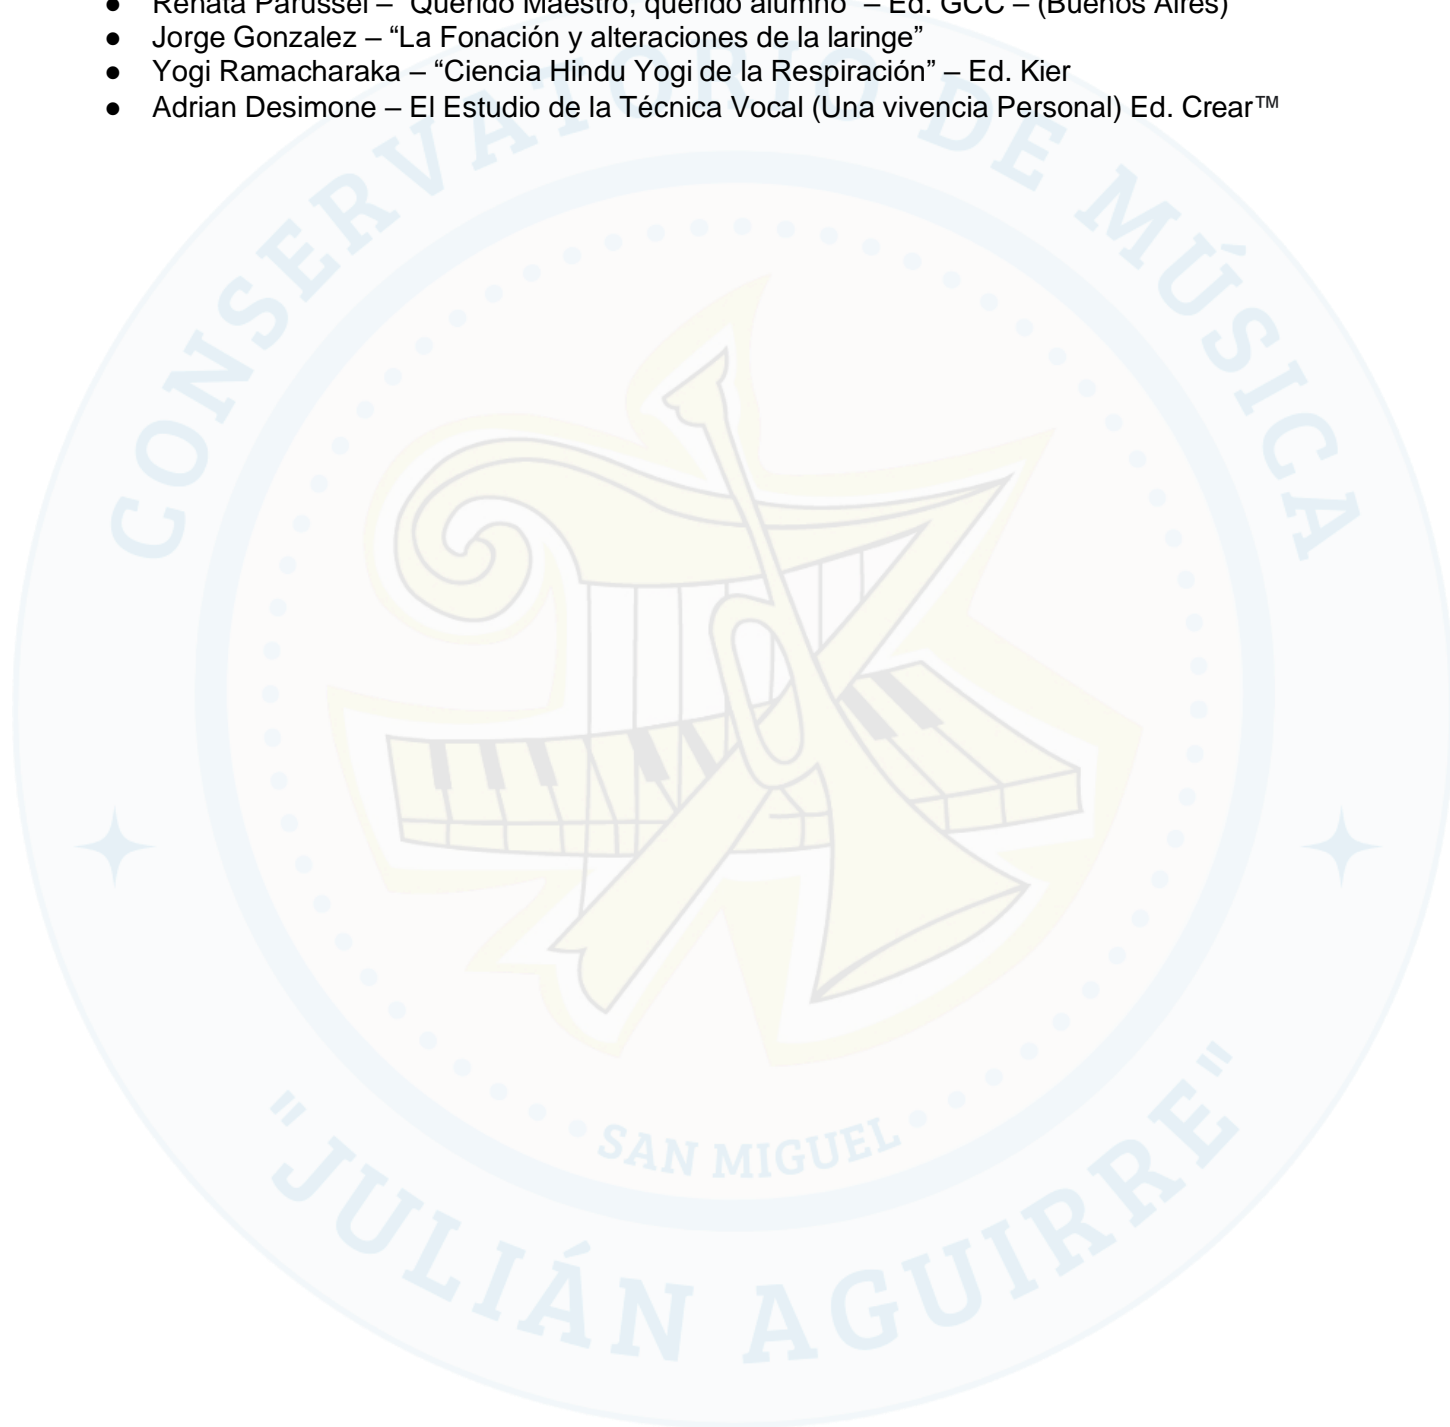 ● Renata Parussel – “Querido Maestro, querido alumno” – Ed. GCC – (Buenos Aires)
● Jorge Gonzalez – “La Fonación y alteraciones de la laringe”
● Yogi Ramacharaka – “Ciencia Hindu Yogi de la Respiración” – Ed. Kier
● Adrian Desimone – El Estudio de la Técnica Vocal (Una vivencia Personal) Ed. Crear™
CONSERVATORIO DE MÚSICA
SAN MIGUEL
"JULIÁN AGUIRRE"